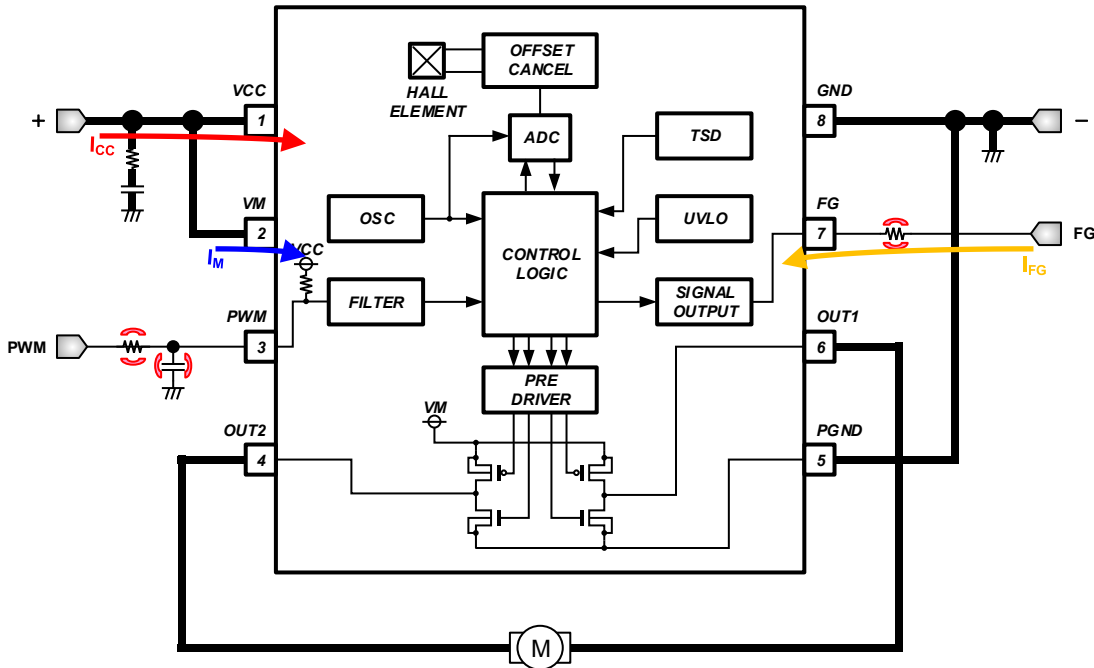 OFFSET
CANCEL
HALL
ELEMENT
VCC
1
GND
8
+
−
ICC
ADC
TSD
VM
2
OSC
UVLO
FG
7
FG
IM
VCC
CONTROL
LOGIC
IFG
FILTER
SIGNAL
OUTPUT
PWM
3
PWM
OUT1
6
PRE
DRIVER
VM
OUT2
4
PGND
5
M